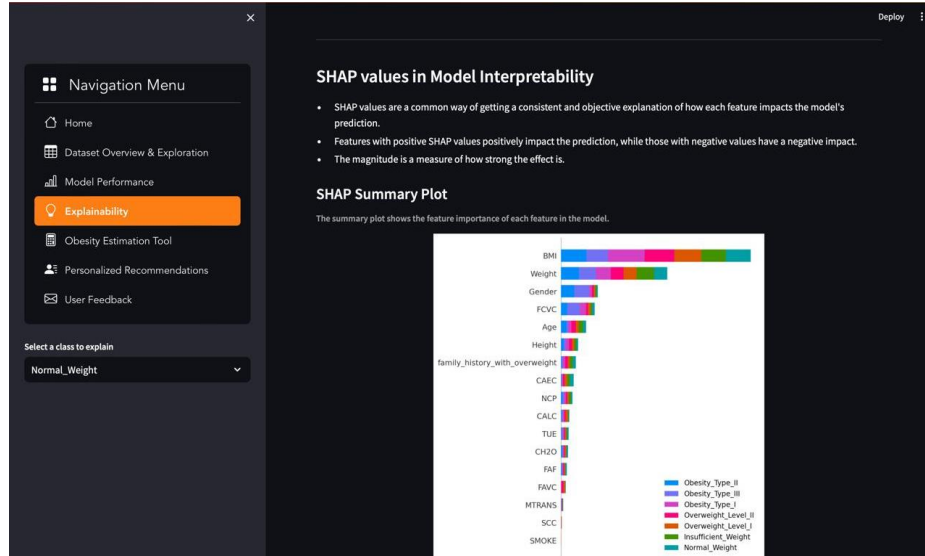 ×
Deploy
Navigation Menu
Home
Dataset Overview & Exploration
Model Performance
Explainability
Obesity Estimation Tool
Personalized Recommendations
User Feedback
Select a class to explain
Normal_Weight
SHAP values in Model Interpretability
• SHAP values are a common way of getting a consistent and objective explanation of how each feature impacts the model's
prediction.
• Features with positive SHAP values positively impact the prediction, while those with negative values have a negative impact.
• The magnitude is a measure of how strong the effect is.
SHAP Summary Plot
The summary plot shows the feature importance of each feature in the model.
BMI
Weight
Gender
FCVC
Age
Height
family_history_with_overweight
CAEC
NCP
CALC
TUE
CH2O
FAF
FAVC
MTRANS
SCC
SMOKE
Obesity_Type_II
Obesity_Type_III
Obesity_Type_I
Overweight_Level_II
Overweight_Level_I
Insufficient_Weight
Normal_Weight